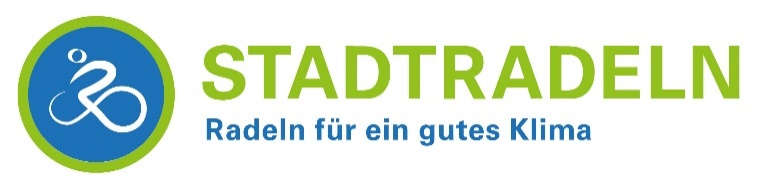 STADTRADELN
Radeln für ein gutes Klima